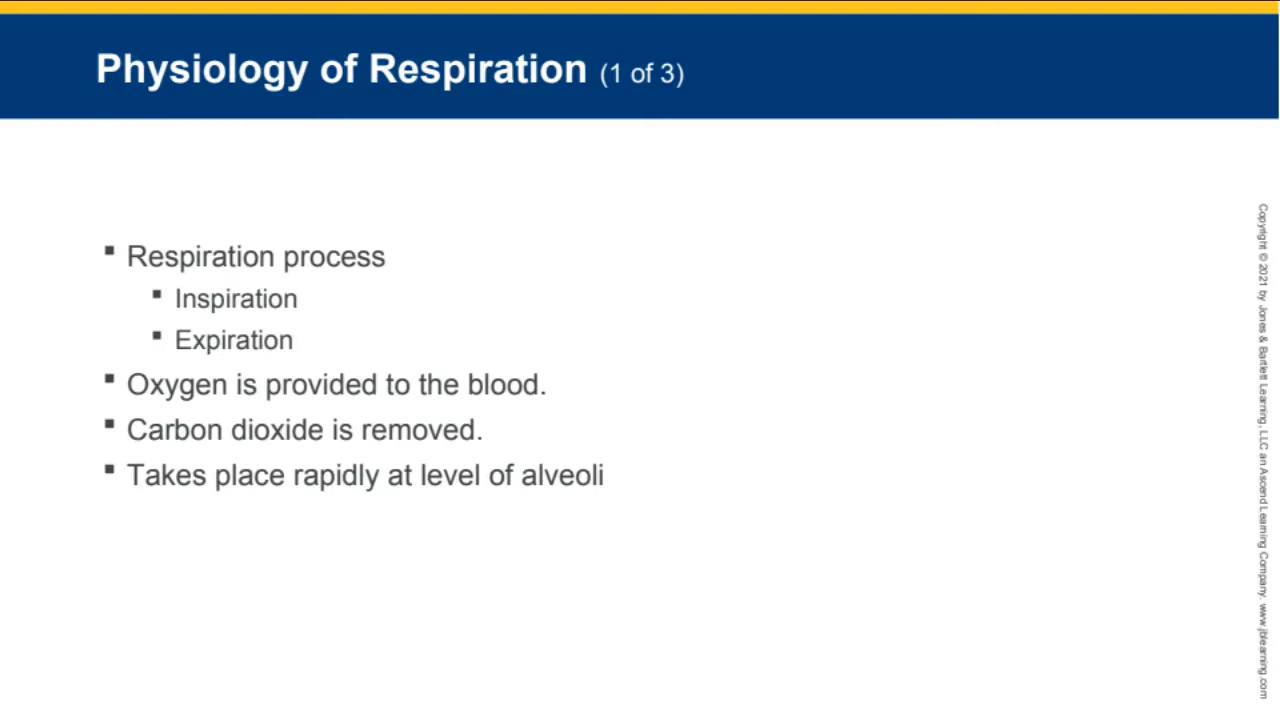 Physiology of Respiration (1 of 3)
▪ Respiration process
▪ Inspiration
▪ Expiration
▪ Oxygen is provided to the blood.
▪ Carbon dioxide is removed.
▪ Takes place rapidly at level of alveoli
Copyright © 2021 by Jones & Bartlett Learning, LLC an Ascend Learning Company. www.jblearning.com